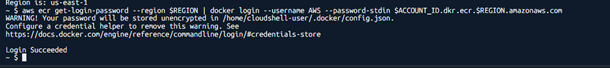 Region is: us-east-1
~ $ aws ecr get-login-password --region $REGION | docker login --username AWS --password-stdin $ACCOUNT_ID.dkr.ecr.$REGION.amazonaws.com
WARNING! Your password will be stored unencrypted in /home/cloudshell-user/.docker/config.json.
Configure a credential helper to remove this warning. See
https://docs.docker.com/engine/reference/commandline/login/#credentials-store

Login Succeeded
~ $